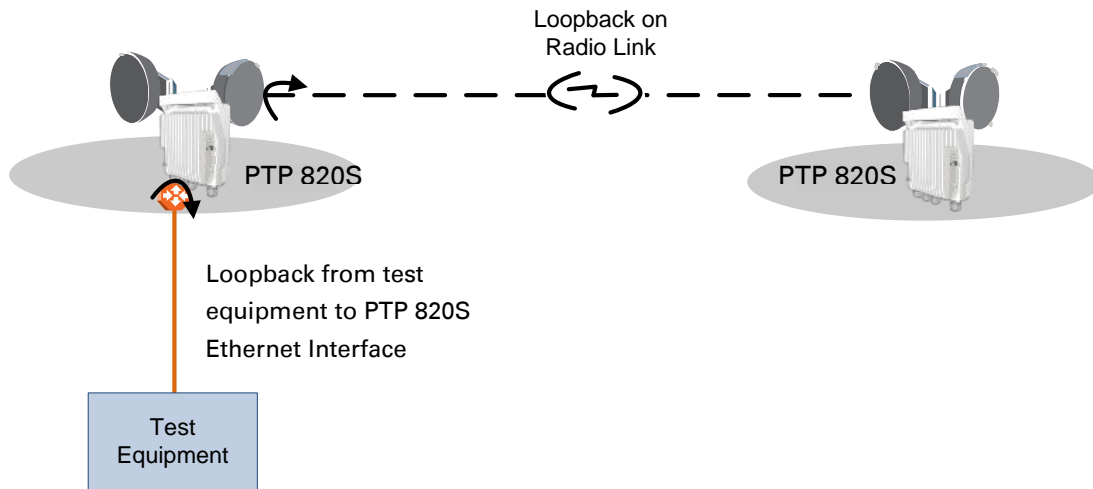 Loopback on
Radio Link
PTP 820S
PTP 820S
Loopback from test
equipment to PTP 820S
Ethernet Interface
Test
Equipment